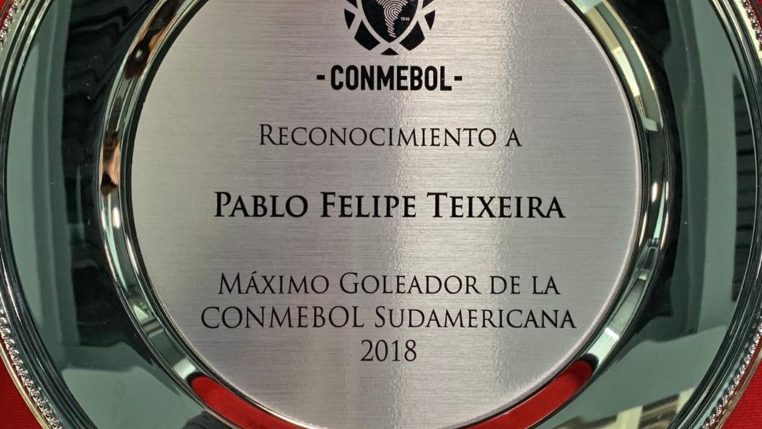 -CONMEBOL-
RECONOCIMIENTO A
PABLO FELIPE TEIXEIRA
MÁXIMO GOLEADOR DE LA
CONMEBOL SUDAMERICANA
2018